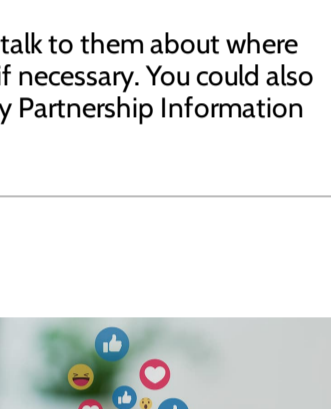 talk to them about where
if necessary. You could also
y Partnership Information